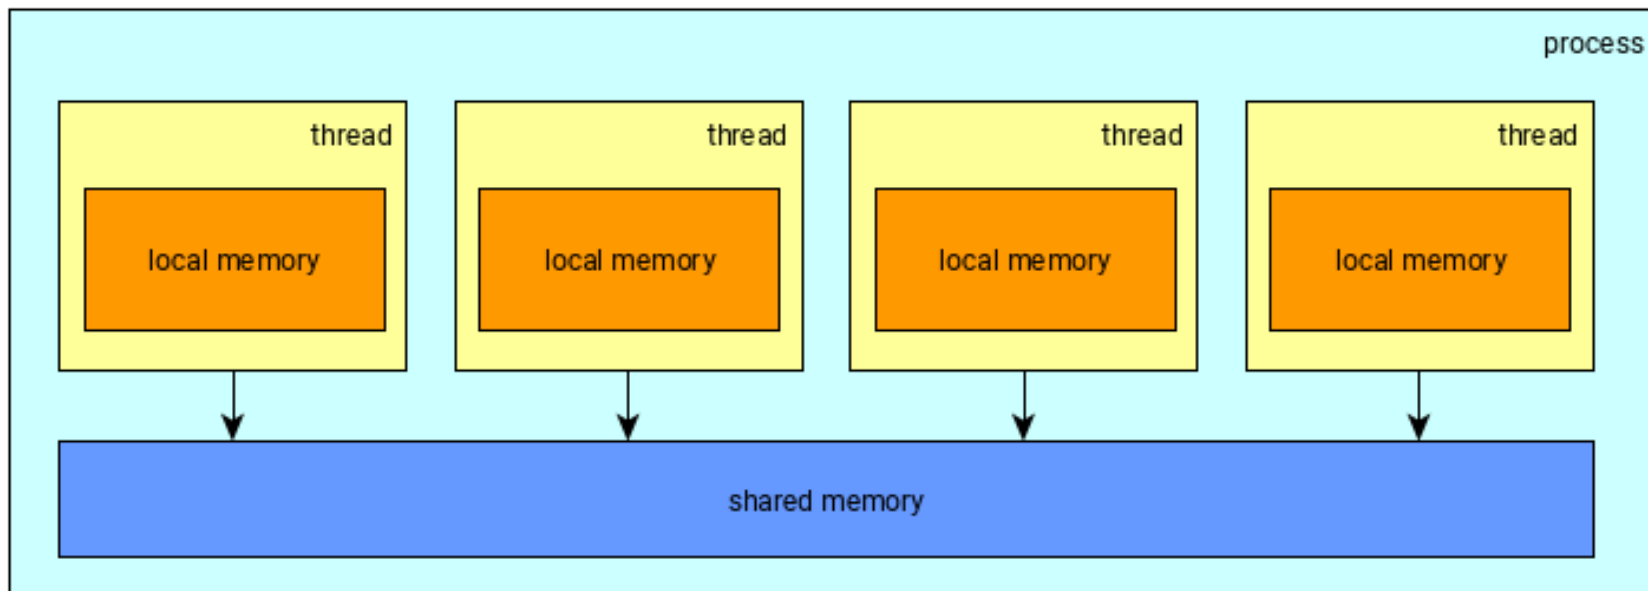 process
thread
thread
thread
thread
local memory
local memory
local memory
local memory
shared memory